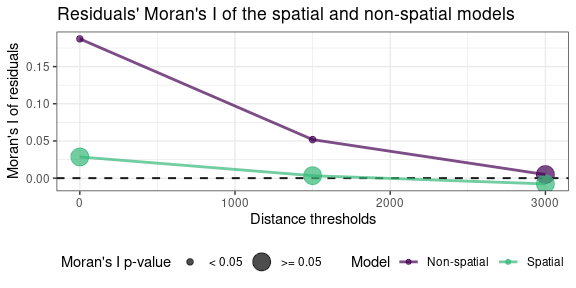 Residuals' Moran's I of the spatial and non-spatial models
Moran's I of residuals
0.15
0.10
0.05
0.00
0
1000
2000
3000
Distance thresholds
Moran's I p-value
< 0.05
>= 0.05
Model
Non-spatial
Spatial